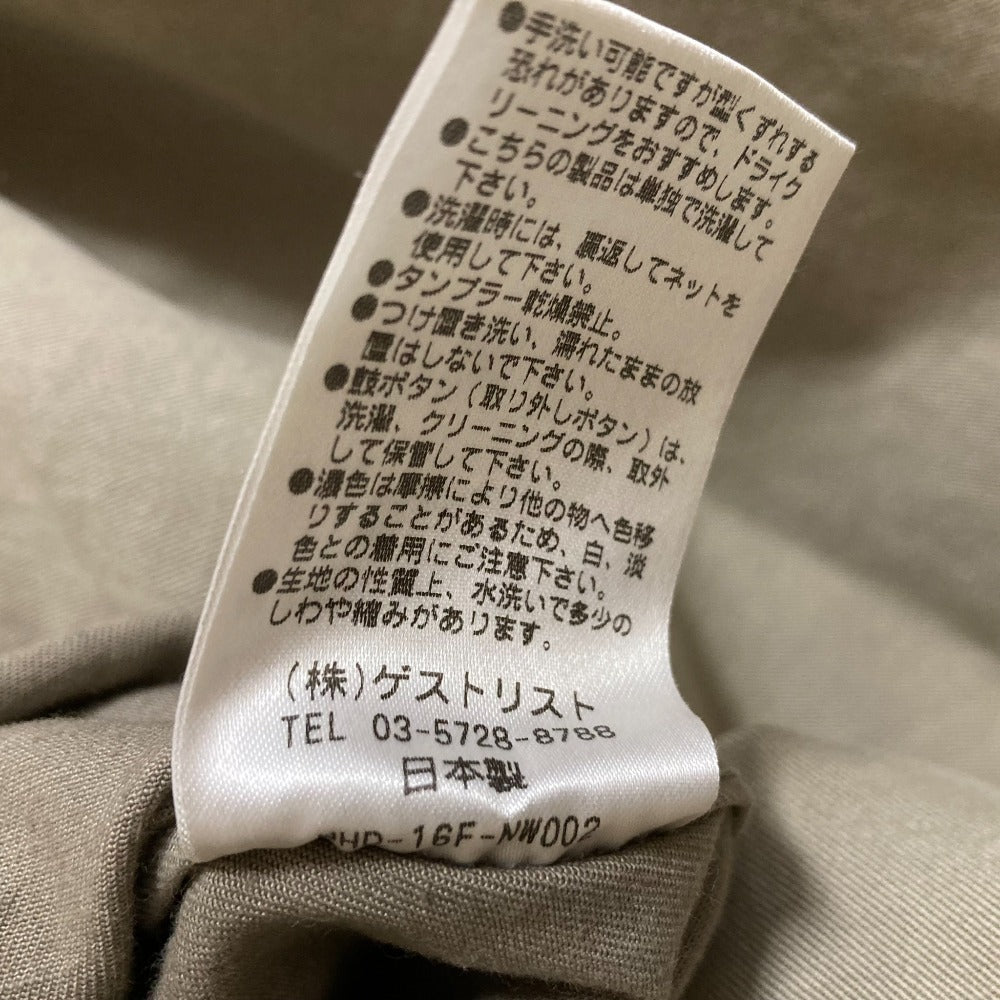 ●手洗い可能ですが型くずれする
恐れがありますので、ドライク
リーニングをおすすめします。
●こちらの製品は単独で洗濯して
下さい。
●洗濯時には、裏返してネットを
使用して下さい。
●タンブラー乾燥禁止。
●つけ置き洗い、濡れたままの放
置はしないで下さい。
●鼓ボタン(取り外しボタン)は、
洗濯、クリーニングの際、取外
して保管して下さい。
●濃色は摩擦により他の物へ色移
りすることがあるため、白、淡
色との着用にご注意下さい。
●生地の性質上、水洗いで多少の
しわや縮みがあります。
(株)ゲストリスト
TEL 03-5728-8788
日本製
-16F-NW002